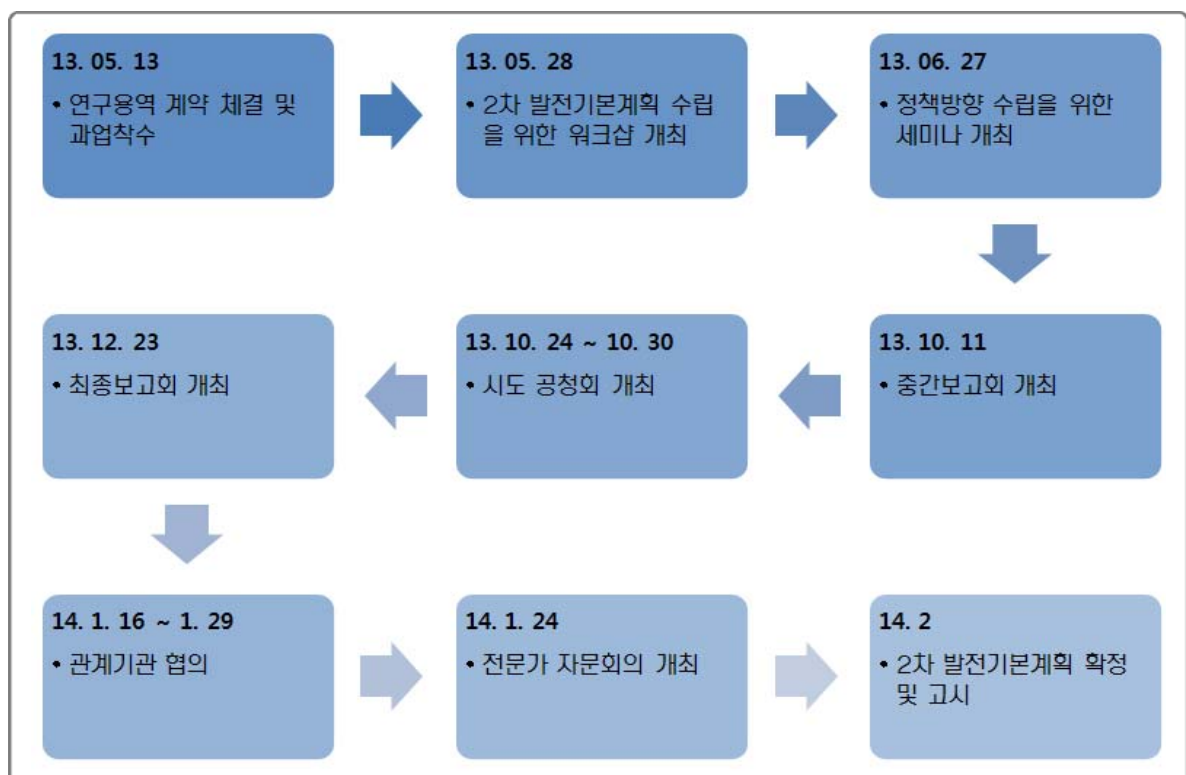 13. 05. 13
• 연구용역 계약 체결 및
과업착수
13. 05. 28
• 2차 발전기본계획 수립
을 위한 워크샵 개최
13. 06. 27
• 정책방향 수립을 위한
세미나 개최
13. 10. 11
• 중간보고회 개최
13. 10. 24 ~ 10. 30
• 시도 공청회 개최
13. 12. 23
• 최종보고회 개최
14. 1. 16 ~ 1. 29
• 관계기관 협의
14. 1. 24
• 전문가 자문회의 개최
14. 2
• 2차 발전기본계획 확정
및 고시